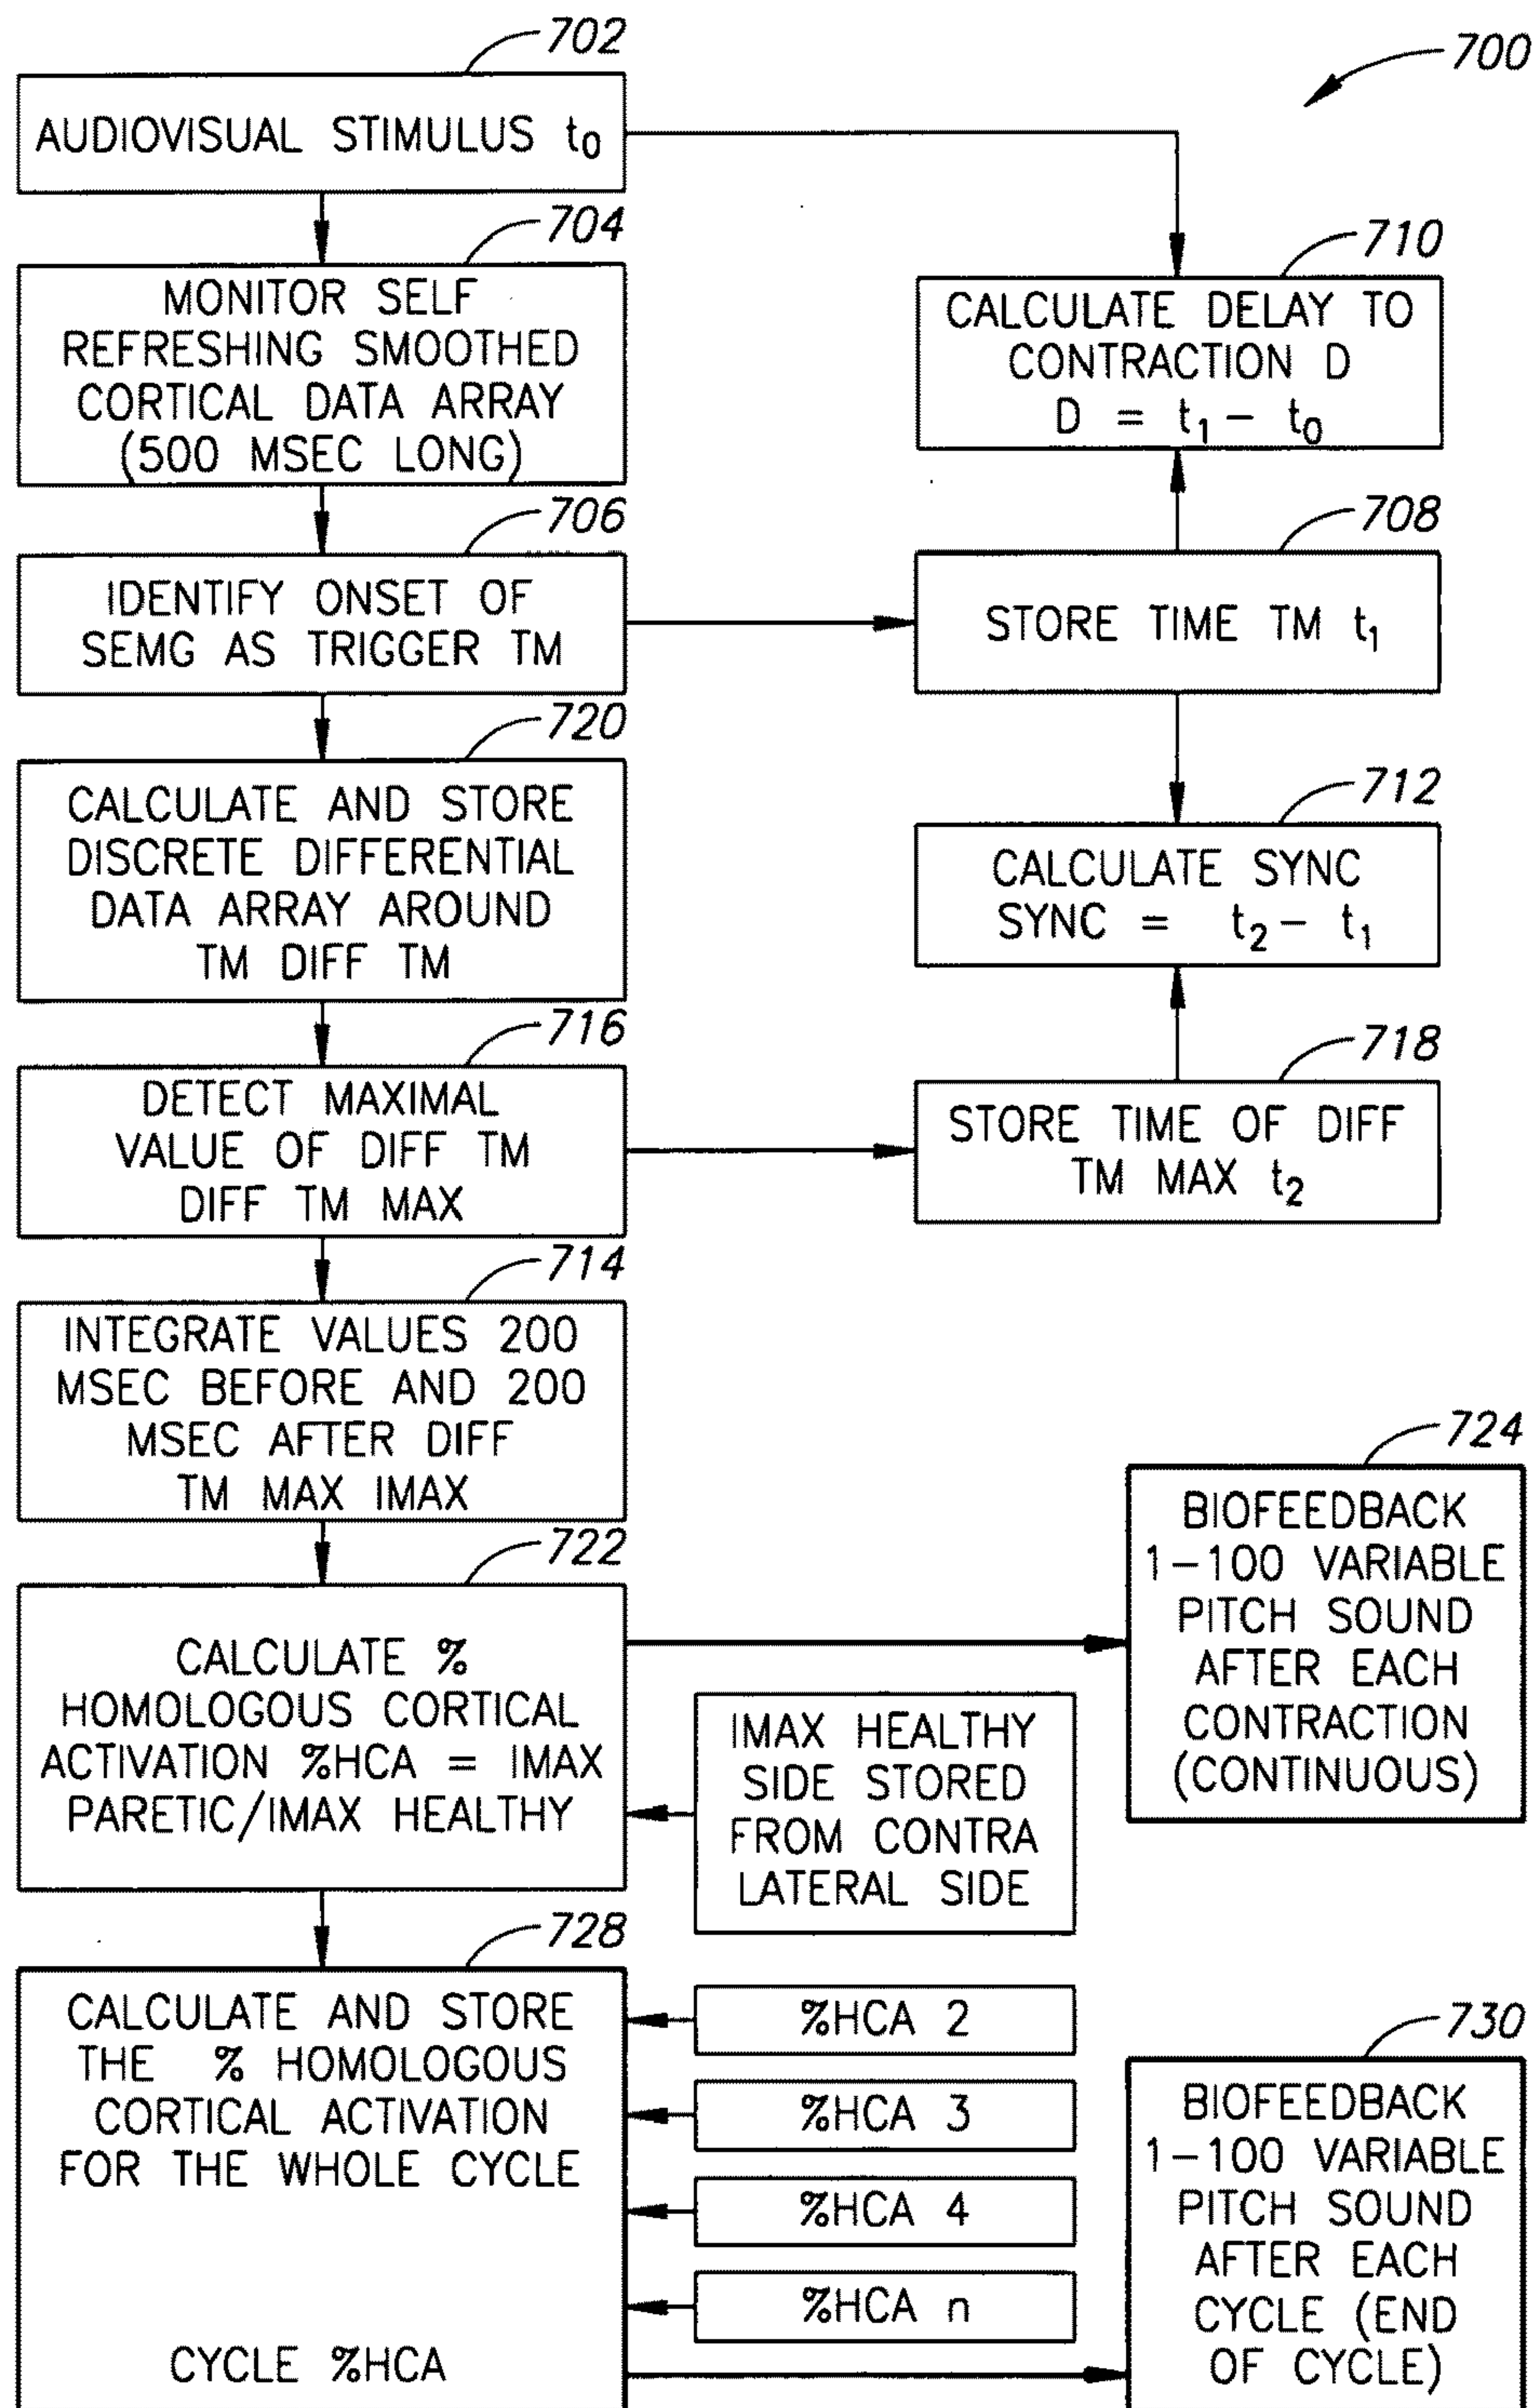 702
700
AUDIOVISUAL STIMULUS t0
704
MONITOR SELF
REFRESHING SMOOTHED
CORTICAL DATA ARRAY
(500 MSEC LONG)
710
CALCULATE DELAY TO
CONTRACTION D
D = t1 - t0
706
IDENTIFY ONSET OF
SEMG AS TRIGGER TM
708
STORE TIME TM t1
720
CALCULATE AND STORE
DISCRETE DIFFERENTIAL
DATA ARRAY AROUND
TM DIFF TM
712
CALCULATE SYNC
SYNC = t2 - t1
716
DETECT MAXIMAL
VALUE OF DIFF TM
DIFF TM MAX
718
STORE TIME OF DIFF
TM MAX t2
714
INTEGRATE VALUES 200
MSEC BEFORE AND 200
MSEC AFTER DIFF
TM MAX IMAX
722
CALCULATE %
HOMOLOGOUS CORTICAL
ACTIVATION %HCA = IMAX
PARETIC/IMAX HEALTHY
724
BIOFEEDBACK
1-100 VARIABLE
PITCH SOUND
AFTER EACH
CONTRACTION
(CONTINUOUS)
IMAX HEALTHY
SIDE STORED
FROM CONTRA
LATERAL SIDE
728
CALCULATE AND STORE
THE % HOMOLOGOUS
CORTICAL ACTIVATION
FOR THE WHOLE CYCLE
CYCLE %HCA
%HCA 2
%HCA 3
%HCA 4
%HCA n
730
BIOFEEDBACK
1-100 VARIABLE
PITCH SOUND
AFTER EACH
CYCLE (END
OF CYCLE)